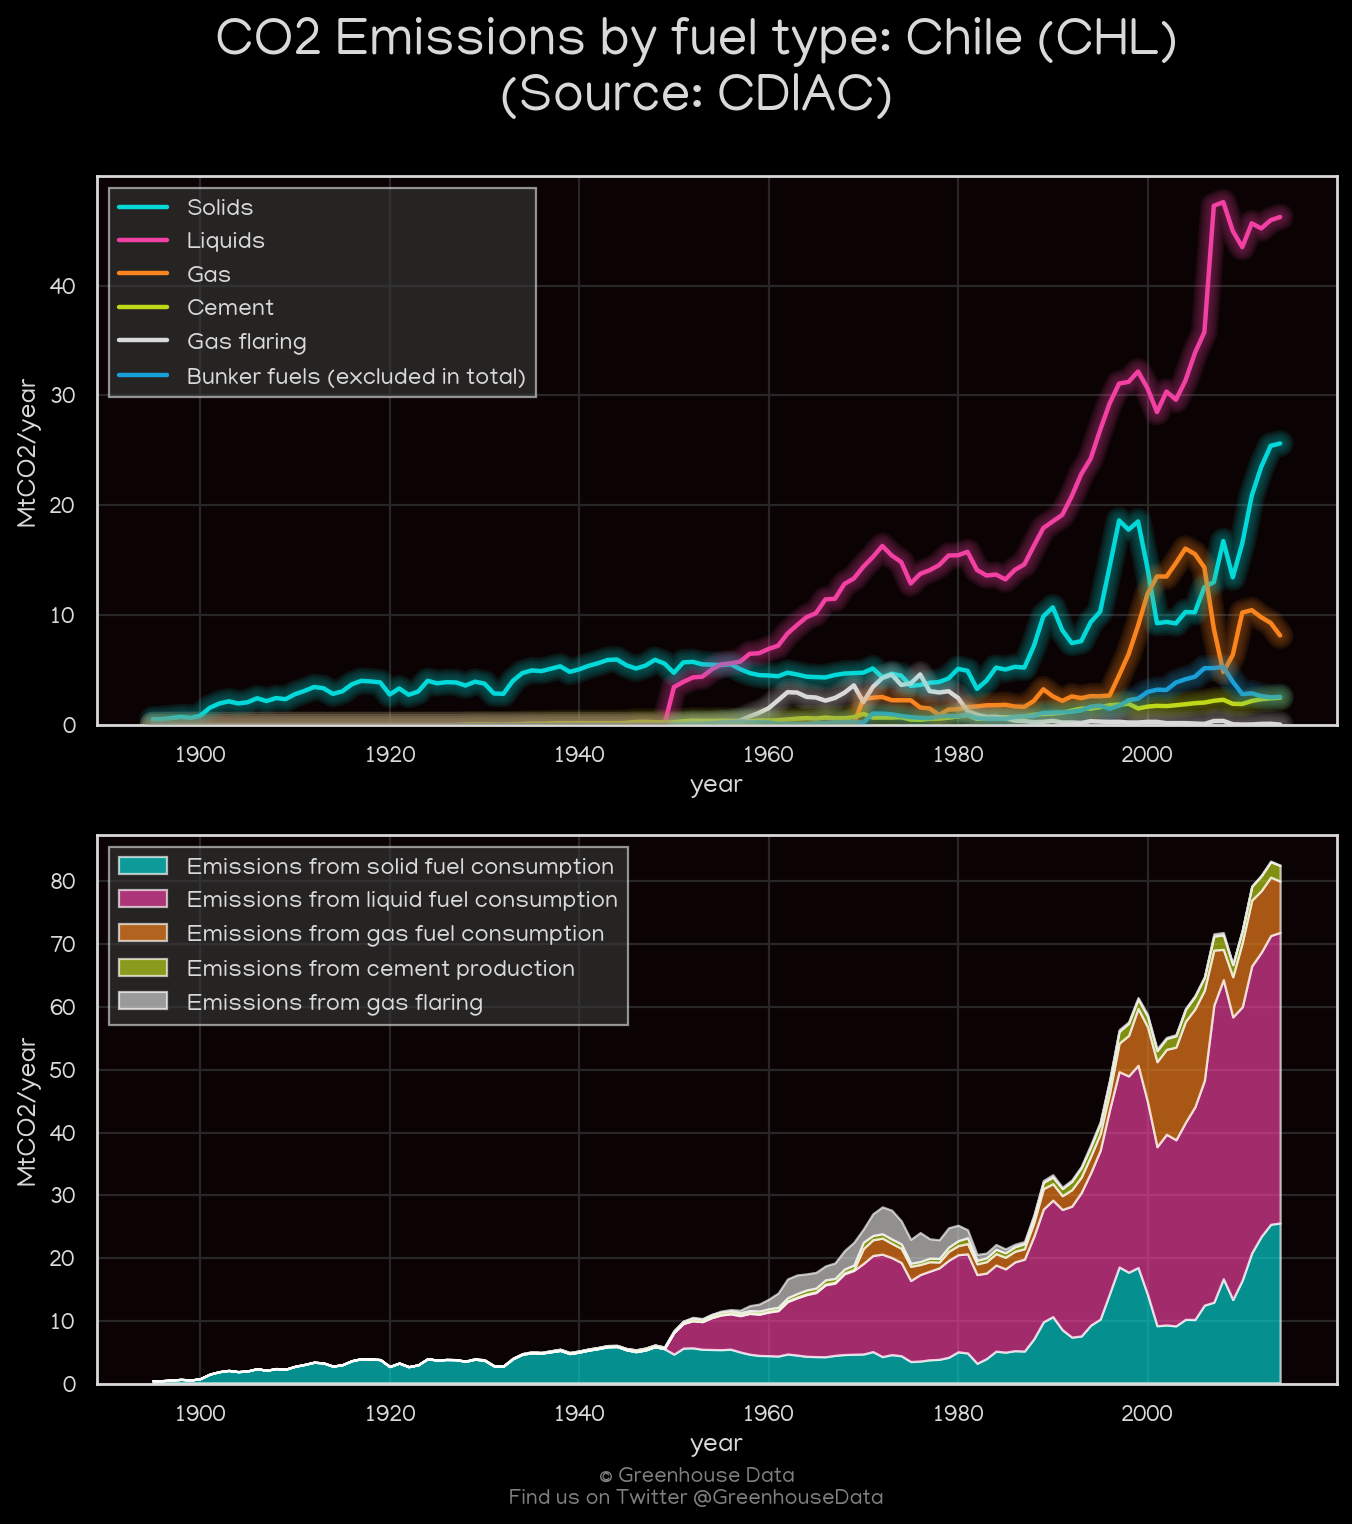 CO2 Emissions by fuel type: Chile (CHL)
(Source: CDIAC)
Solids
Liquids
Gas
Cement
Gas flaring
Bunker fuels (excluded in total)
MtCO2/year
40
30
20
10
0
1900 1920 1940 1960 1980 2000
year
Emissions from solid fuel consumption
Emissions from liquid fuel consumption
Emissions from gas fuel consumption
Emissions from cement production
Emissions from gas flaring
MtCO2/year
80
70
60
50
40
30
20
10
0
1900 1920 1940 1960 1980 2000
year
© Greenhouse Data
Find us on Twitter @GreenhouseData